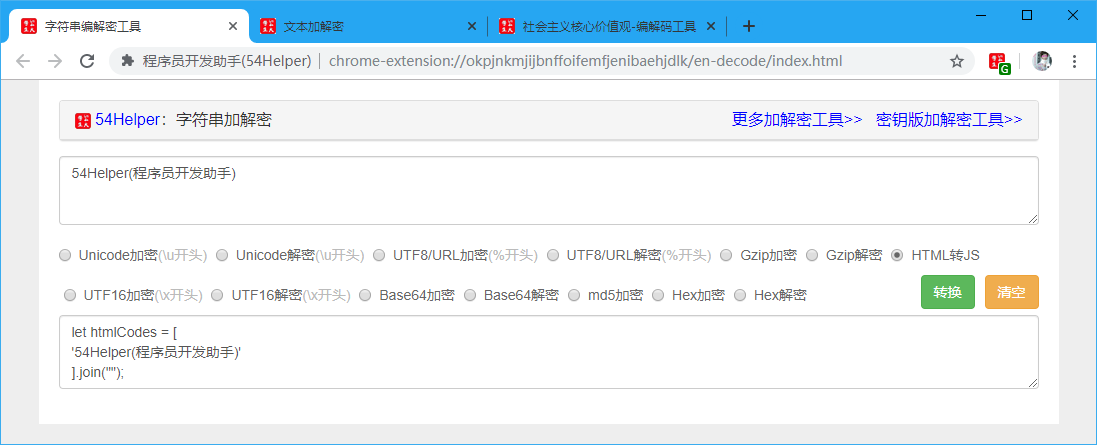 字符串编解密工具
文本加解密
社会主义核心价值观-编解码工具
程序员开发助手(54Helper) | chrome-extension://okpjnkmjijbnffoifemfjenibaehjdlk/en-decode/index.html
54Helper：字符串加解密 更多加解密工具>> 密钥版加解密工具>>
54Helper(程序员开发助手)
Unicode加密(\u开头) Unicode解密(\u开头) UTF8/URL加密(%开头) UTF8/URL解密(%开头) Gzip加密 Gzip解密 HTML转JS
UTF16加密(\x开头) UTF16解密(\x开头) Base64加密 Base64解密 md5加密 Hex加密 Hex解密 转换 清空
let htmlCodes = [
'54Helper(程序员开发助手)'
].join("");